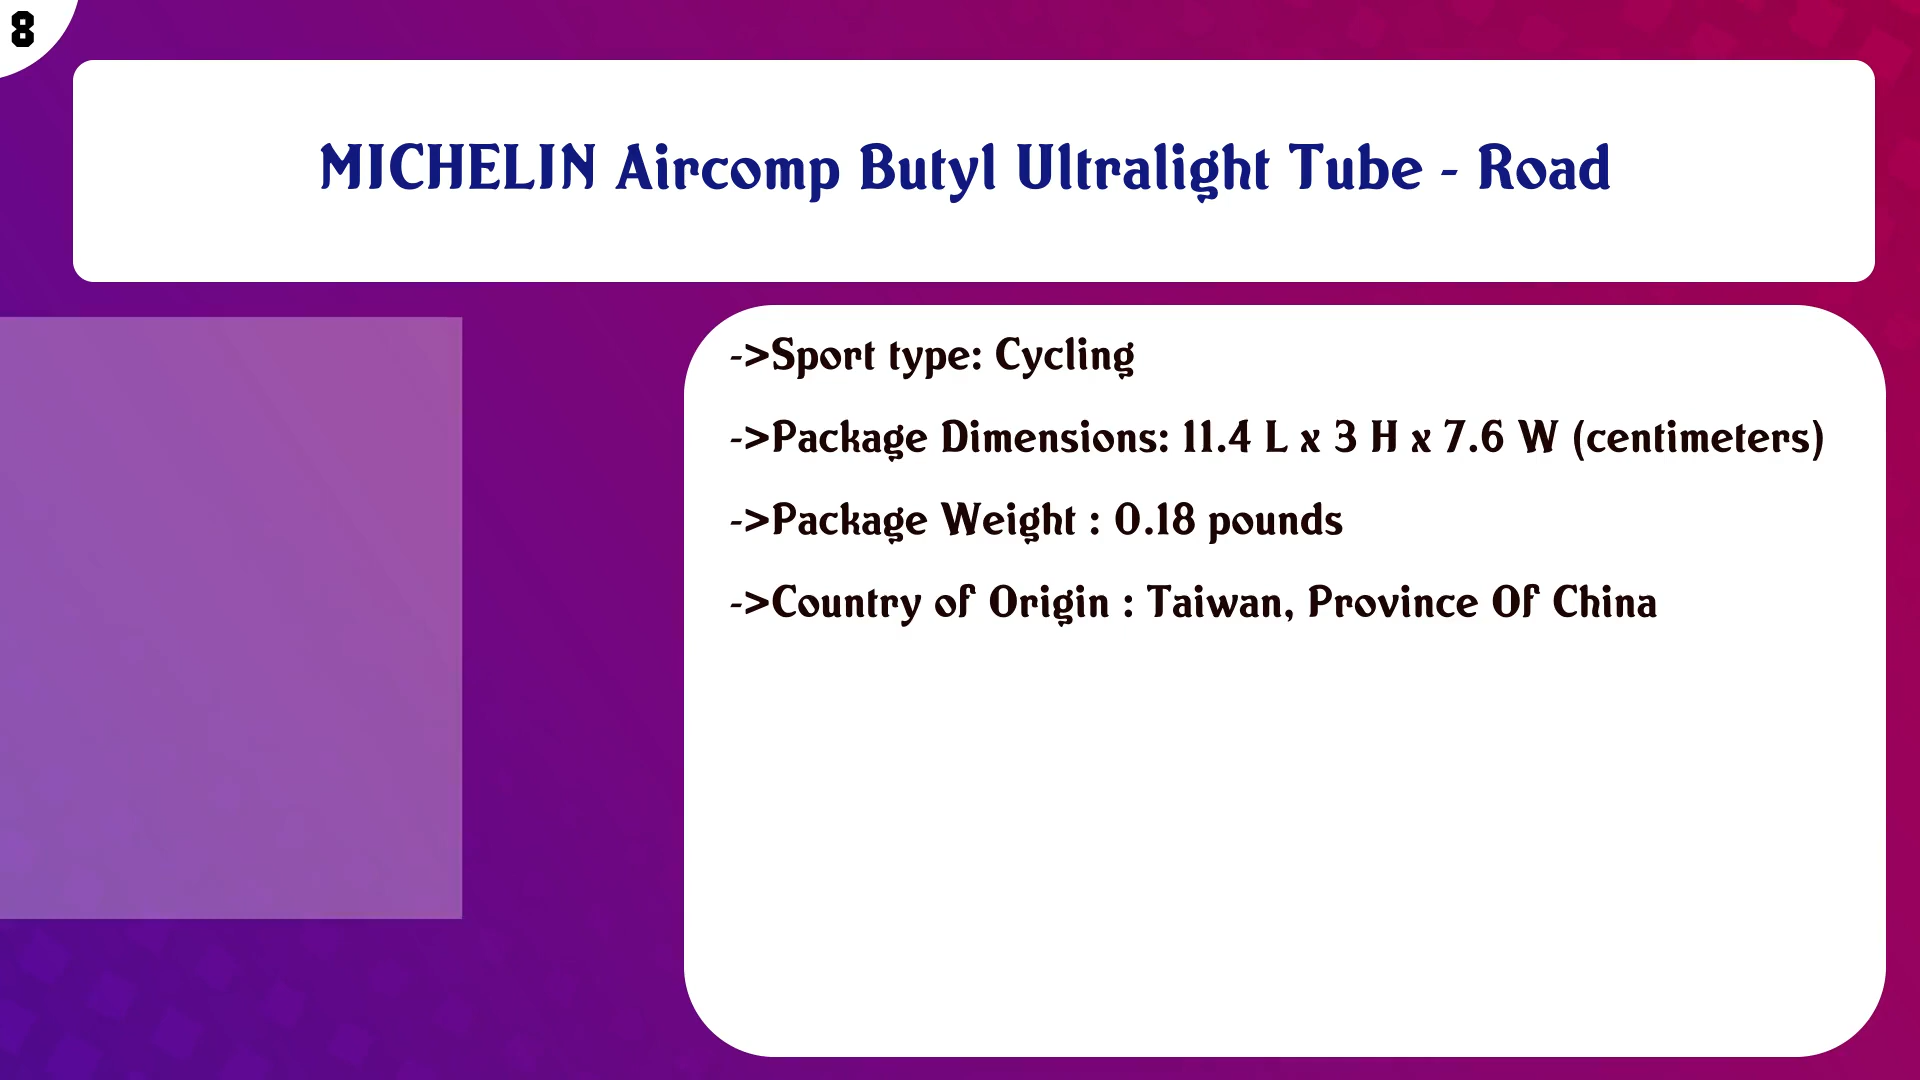 8
MICHELIN Aircomp Butyl Ultralight Tube - Road
->Sport type: Cycling
->Package Dimensions: 11.4 L x 3 H x 7.6 W (centimeters)
->Package Weight : 0.18 pounds
->Country of Origin : Taiwan, Province Of China